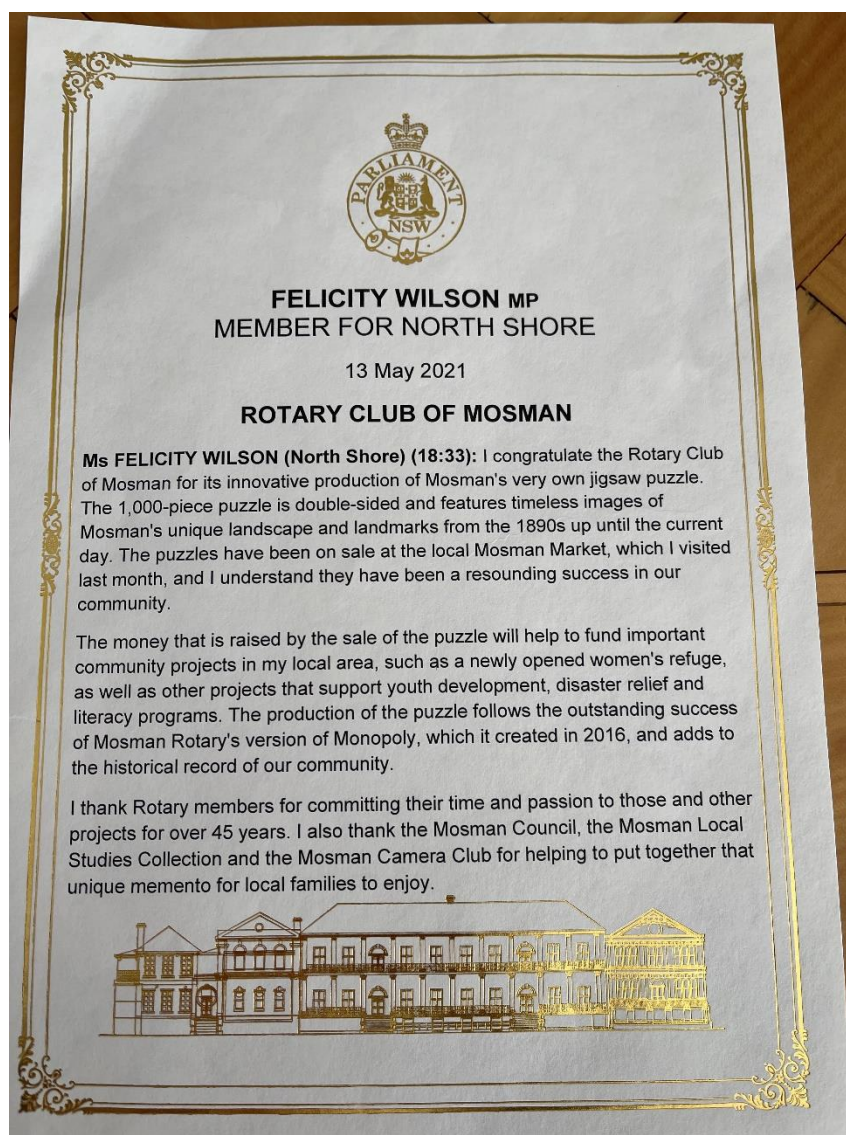 PARLIAMENT
NSW
FELICITY WILSON MP
MEMBER FOR NORTH SHORE
13 May 2021
ROTARY CLUB OF MOSMAN
Ms FELICITY WILSON (North Shore) (18:33): I congratulate the Rotary Club
of Mosman for its innovative production of Mosman's very own jigsaw puzzle.
The 1,000-piece puzzle is double-sided and features timeless images of
Mosman's unique landscape and landmarks from the 1890s up until the current
day. The puzzles have been on sale at the local Mosman Market, which I visited
last month, and I understand they have been a resounding success in our
community.
The money that is raised by the sale of the puzzle will help to fund important
community projects in my local area, such as a newly opened women's refuge,
as well as other projects that support youth development, disaster relief and
literacy programs. The production of the puzzle follows the outstanding success
of Mosman Rotary's version of Monopoly, which it created in 2016, and adds to
the historical record of our community.
I thank Rotary members for committing their time and passion to those and other
projects for over 45 years. I also thank the Mosman Council, the Mosman Local
Studies Collection and the Mosman Camera Club for helping to put together that
unique memento for local families to enjoy.